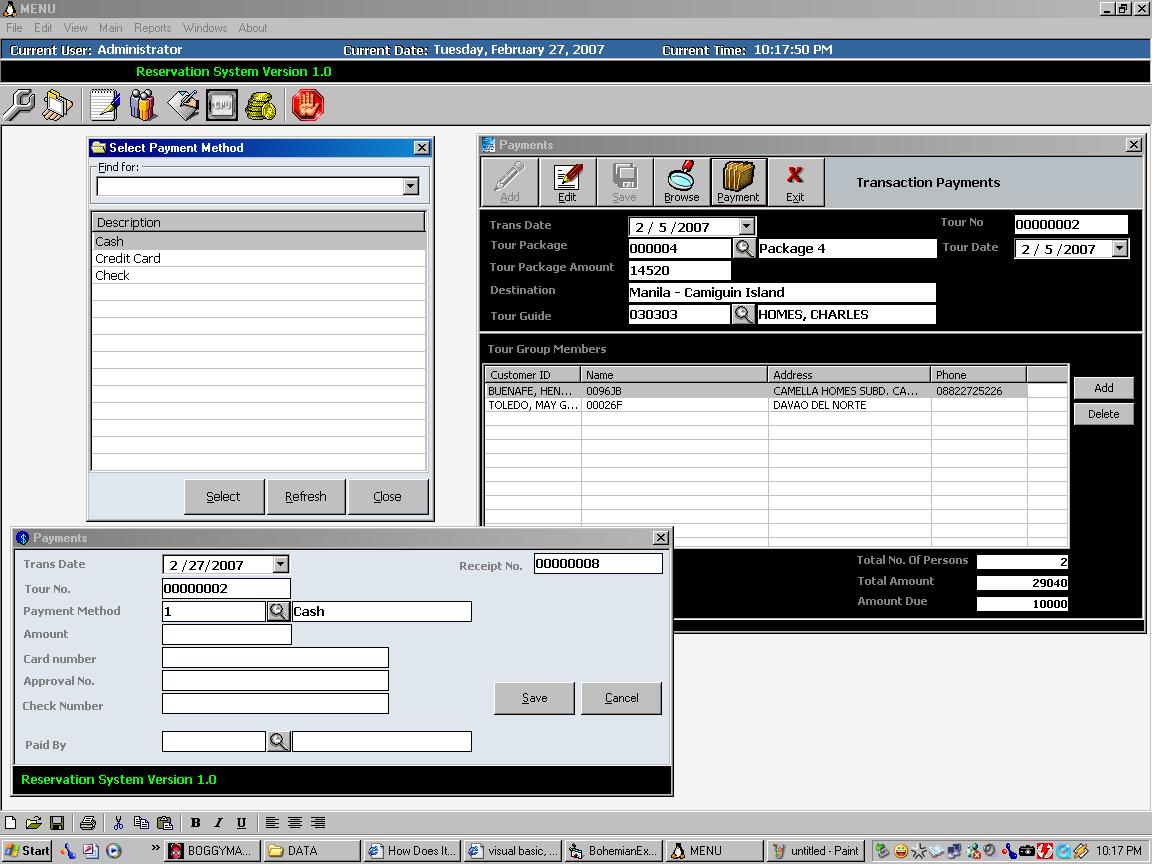 MENU
File Edit View Main Reports Windows About
Current User: Administrator Current Date: Tuesday, February 27, 2007 Current Time: 10:17:50 PM
Reservation System Version 1.0
CPU
Select Payment Method
Find for:
Description
Cash
Credit Card
Check
Select Refresh Close
Payments
Add Edit Save Browse Payment Exit
Transaction Payments
Trans Date 2 / 5 /2007 Tour No 00000002
Tour Package 000004 Package 4 Tour Date 2 / 5 /2007
Tour Package Amount 14520
Destination Manila - Camiguin Island
Tour Guide 030303 HOMES, CHARLES
Tour Group Members
Customer ID Name Address Phone
BUENAFE, HEN... 0096JB CAMELLA HOMES SUBD. CA... 08822725226
TOLEDO, MAY G... 00026F DAVAO DEL NORTE
Add
Delete
Total No. Of Persons 2
Total Amount 29040
Amount Due 10000
Payments
Trans Date 2 /27/2007 Receipt No. 00000008
Tour No. 00000002
Payment Method 1 Cash
Amount
Card number
Approval No.
Check Number
Save Cancel
Paid By
Reservation System Version 1.0
B I U
Start » BOGGYMA... DATA How Does It... visual basic, ... BohemianEx... MENU untitled - Paint 10:17 PM